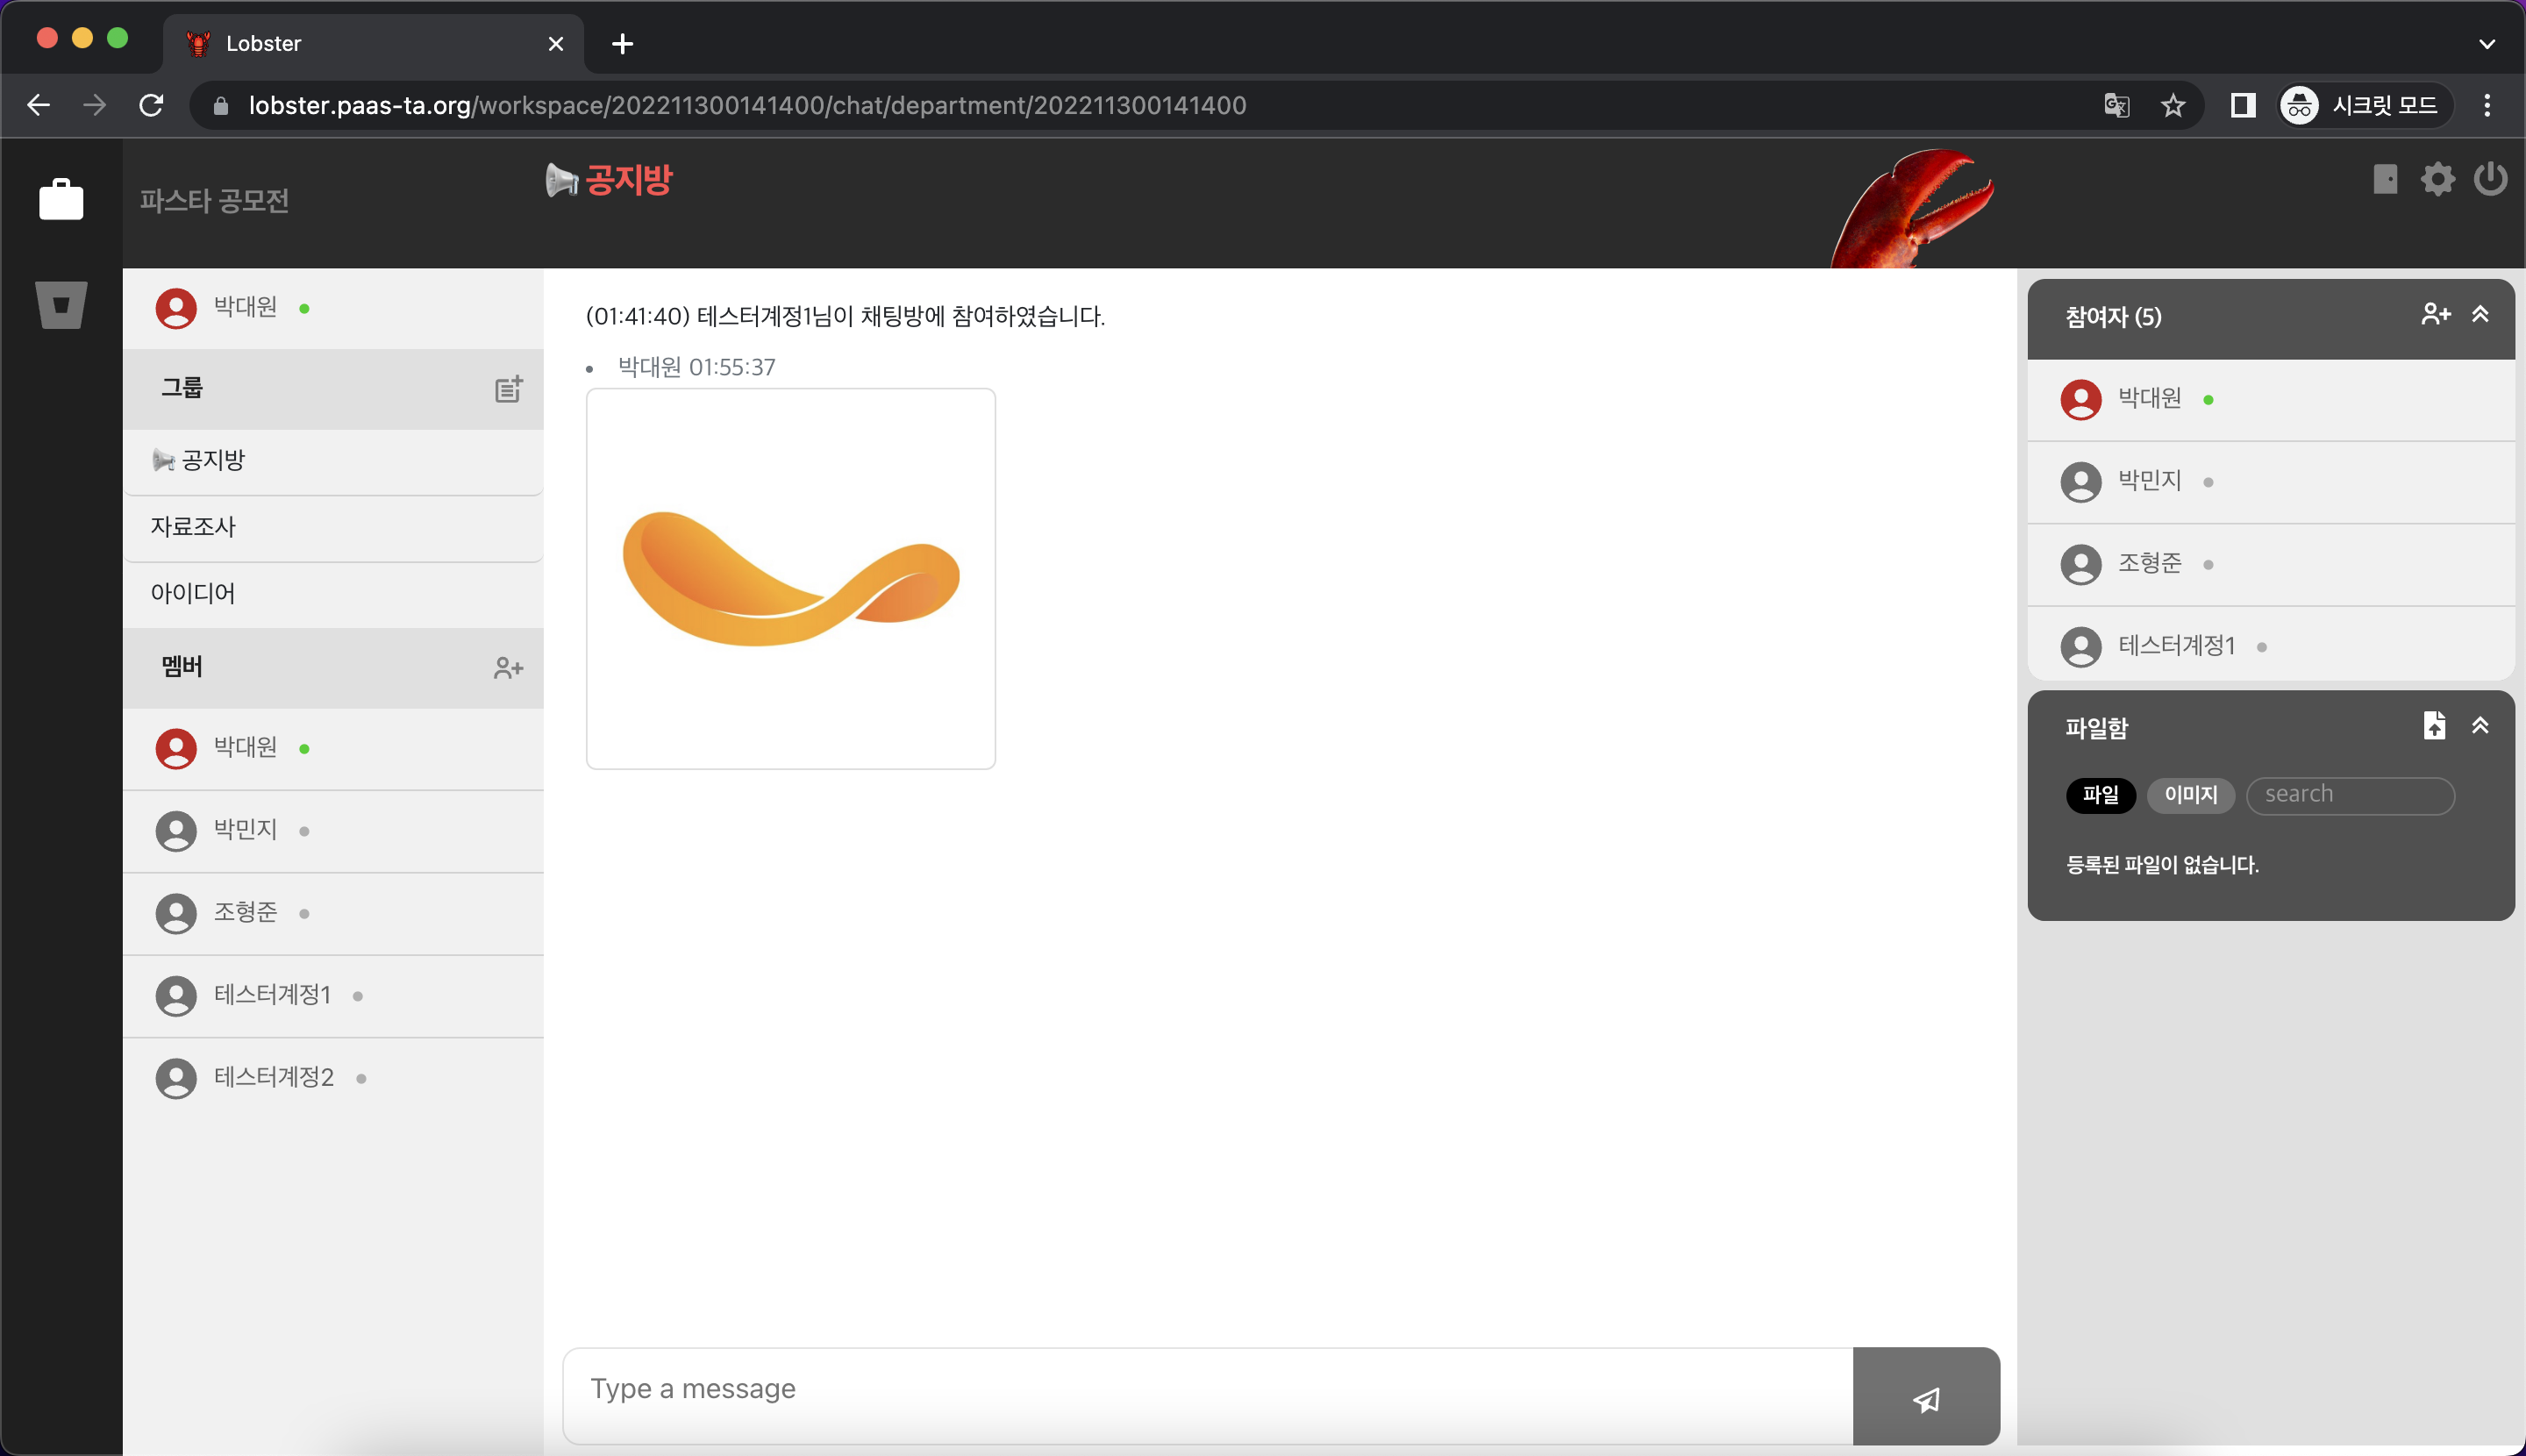 Lobster
lobster.paas-ta.org/workspace/202211300141400/chat/department/202211300141400
시크릿 모드
파스타 공모전
공지방
박대원
그룹
공지방
자료조사
아이디어
멤버
박대원
박민지
조형준
테스터계정1
테스터계정2
(01:41:40) 테스터계정1님이 채팅방에 참여하였습니다.
박대원 01:55:37
Type a message
참여자 (5)
박대원
박민지
조형준
테스터계정1
파일함
파일 이미지 search
등록된 파일이 없습니다.